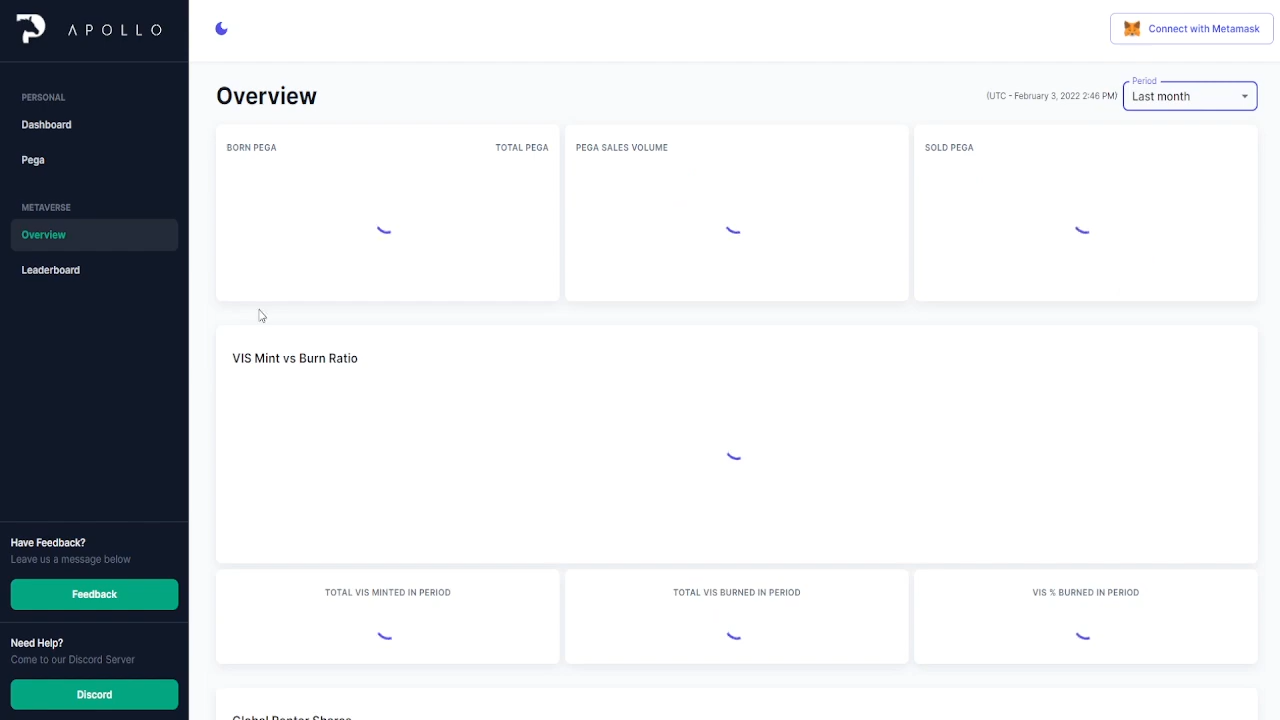 APOLLO
Connect with Metamask
PERSONAL
Dashboard
Pega
METAVERSE
Overview
Leaderboard
Have Feedback?
Leave us a message below
Feedback
Need Help?
Come to our Discord Server
Discord
Overview
(UTC - February 3, 2022 2:46 PM)
Period
Last month
BORN PEGA
TOTAL PEGA
PEGA SALES VOLUME
SOLD PEGA
VIS Mint vs Burn Ratio
TOTAL VIS MINTED IN PERIOD
TOTAL VIS BURNED IN PERIOD
VIS % BURNED IN PERIOD
Global Renter Shares